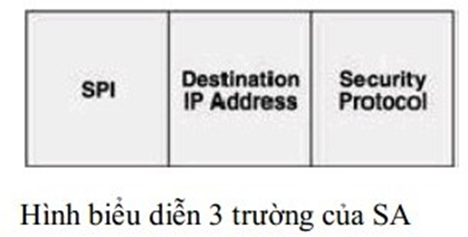 SPI
Destination
IP Address
Security
Protocol
Hình biểu diễn 3 trường của SA